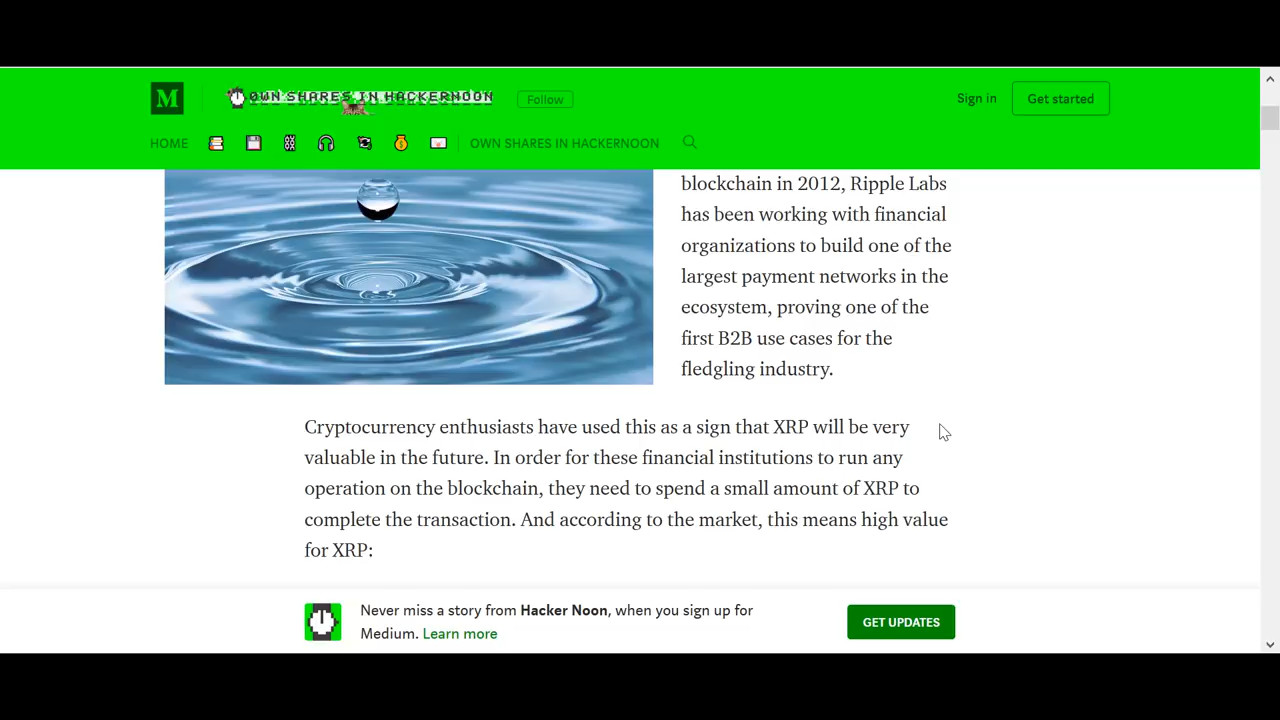 M
OWN SHARES IN HACKERNOON
Follow
Sign in
Get started
HOME
OWN SHARES IN HACKERNOON
blockchain in 2012, Ripple Labs
has been working with financial
organizations to build one of the
largest payment networks in the
ecosystem, proving one of the
first B2B use cases for the
fledgling industry.
Cryptocurrency enthusiasts have used this as a sign that XRP will be very
valuable in the future. In order for these financial institutions to run any
operation on the blockchain, they need to spend a small amount of XRP to
complete the transaction. And according to the market, this means high value
for XRP:
Never miss a story from Hacker Noon, when you sign up for
Medium. Learn more
GET UPDATES